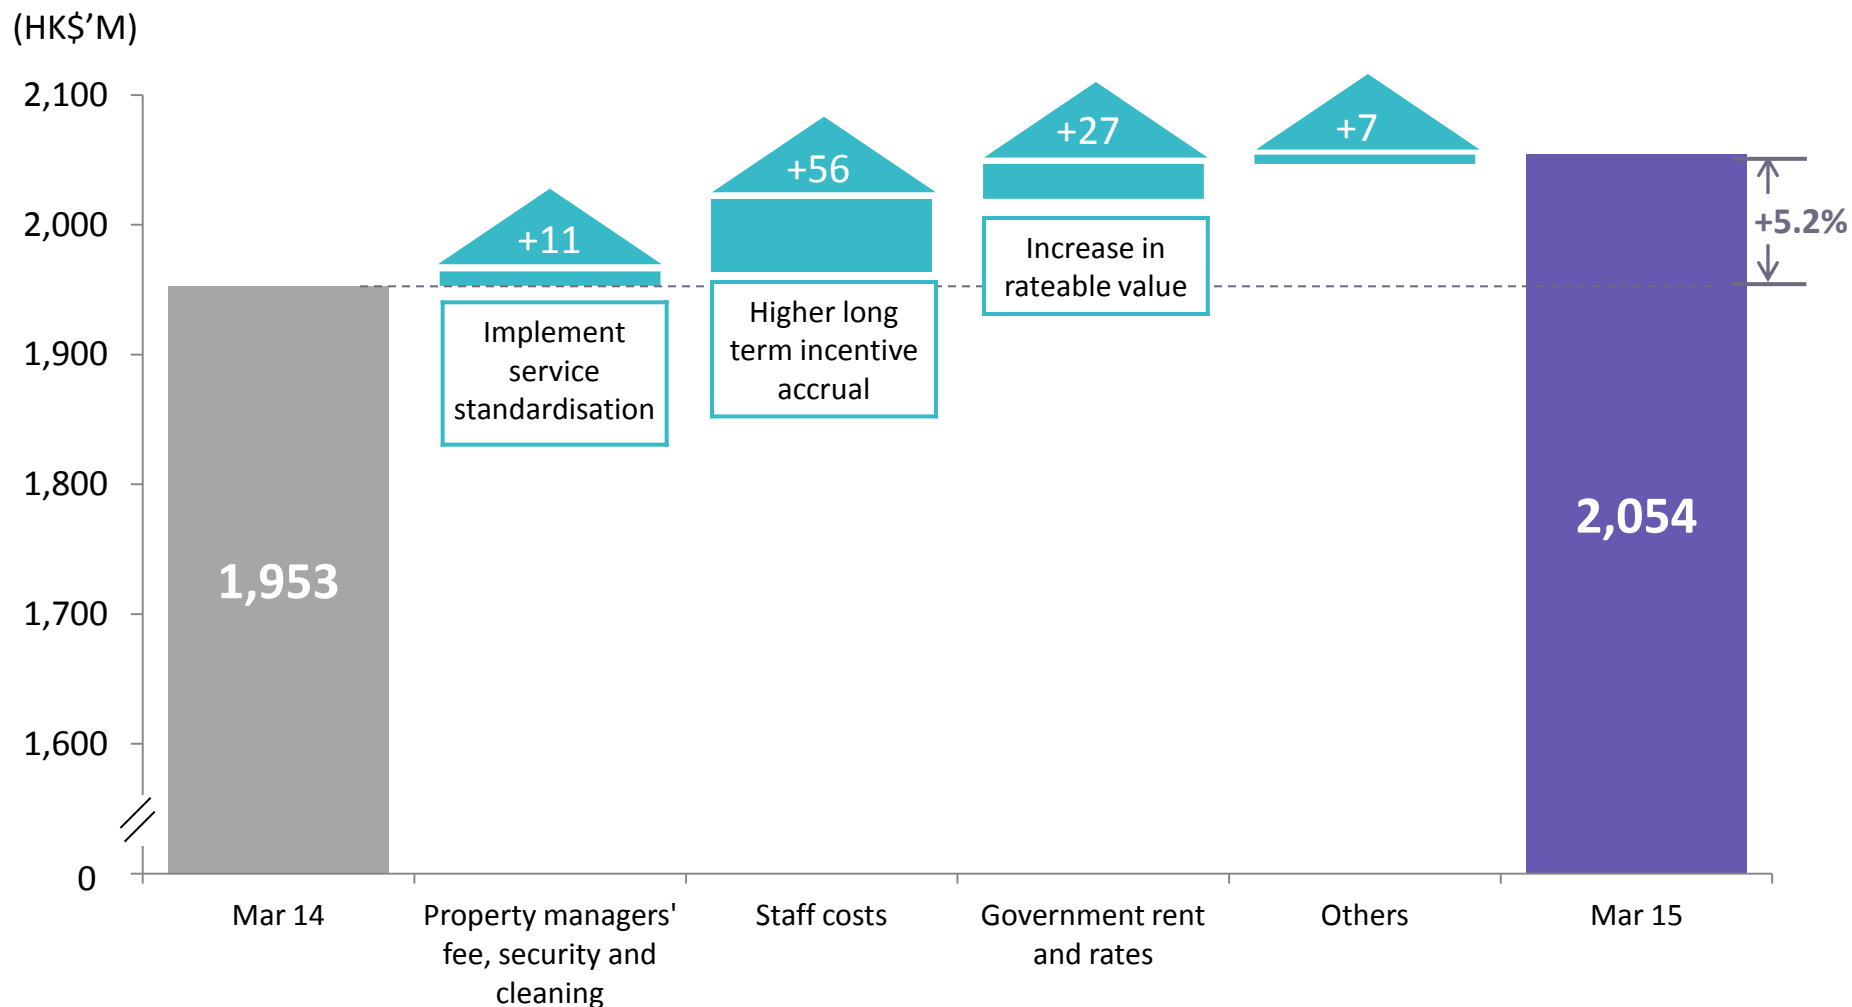 (HK$’M)
2,100
2,000
1,900
1,800
1,700
1,600
0
1,953
+11
Implement
service
standardisation
+56
Higher long
term incentive
accrual
+27
Increase in
rateable value
+7
2,054
+5.2%
Mar 14
Property managers'
fee, security and
cleaning
Staff costs
Government rent
and rates
Others
Mar 15